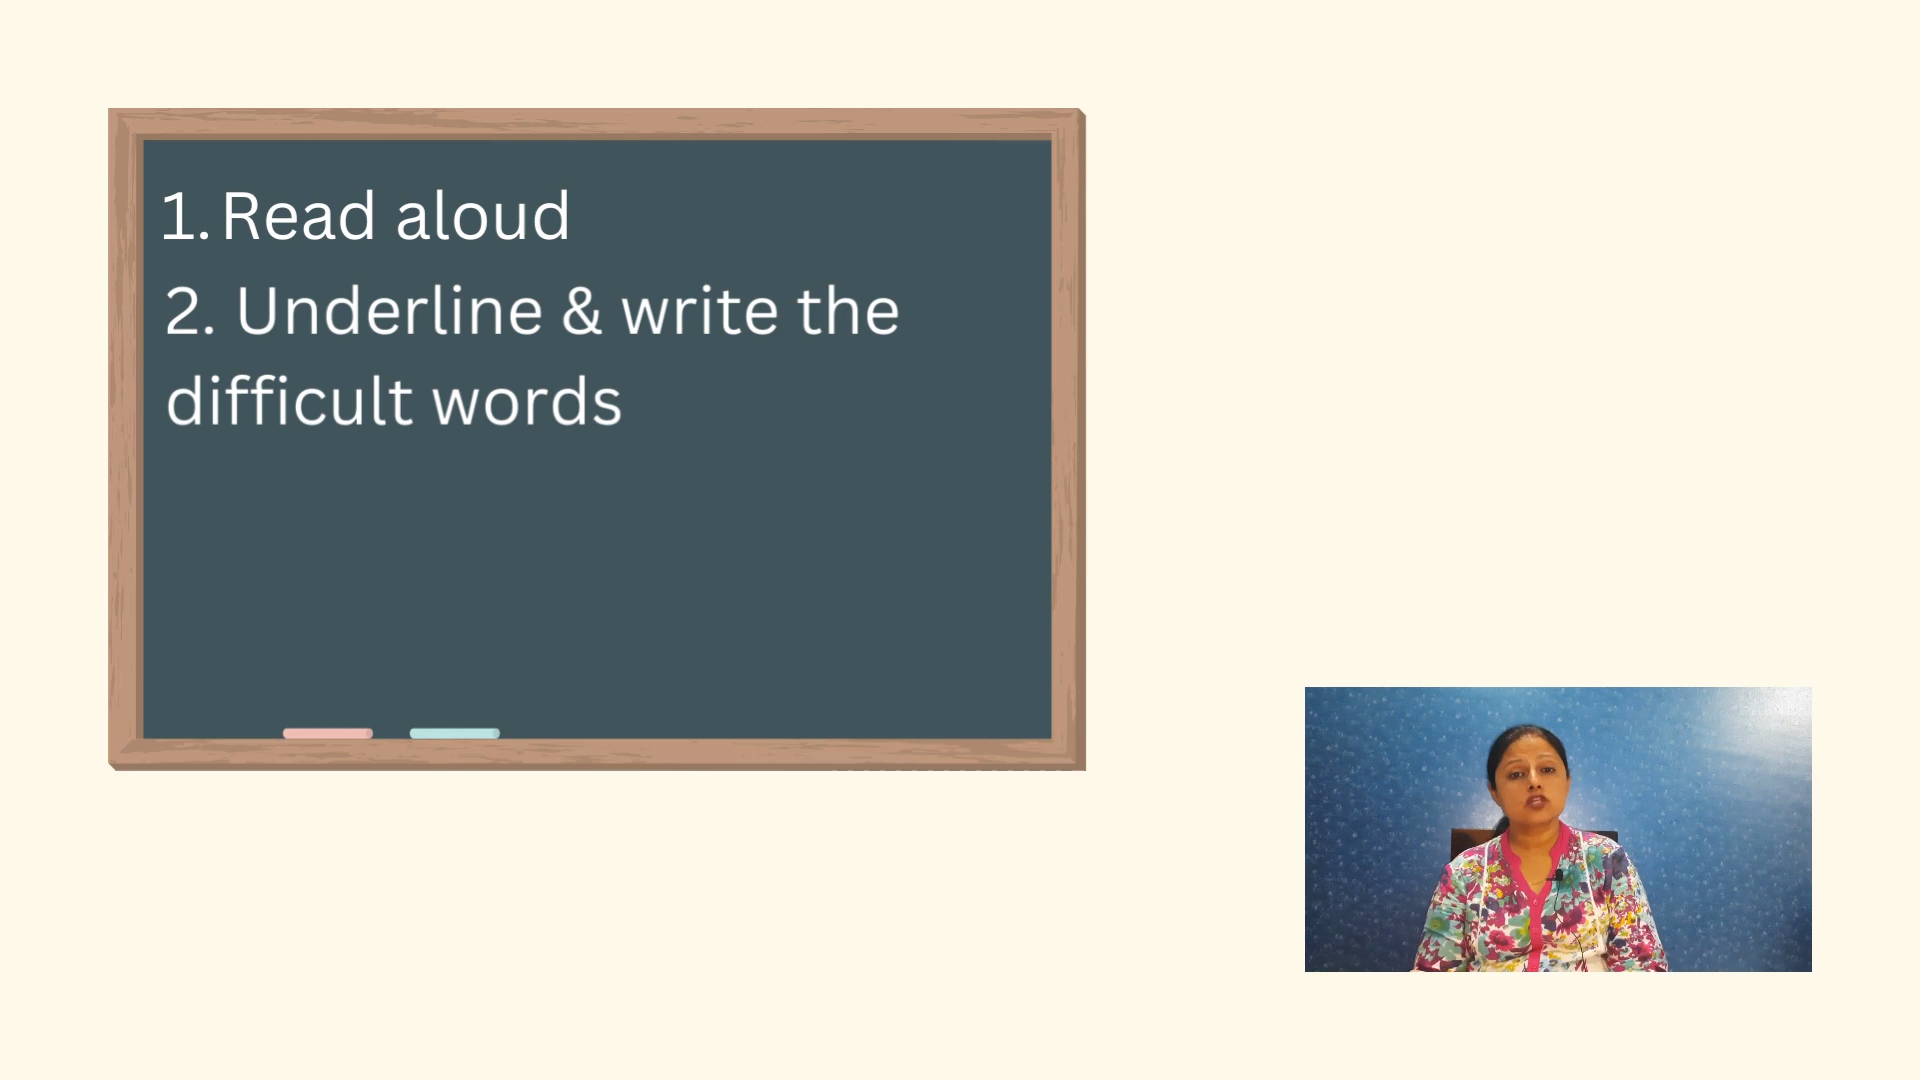 1. Read aloud
2. Underline & write the
difficult words